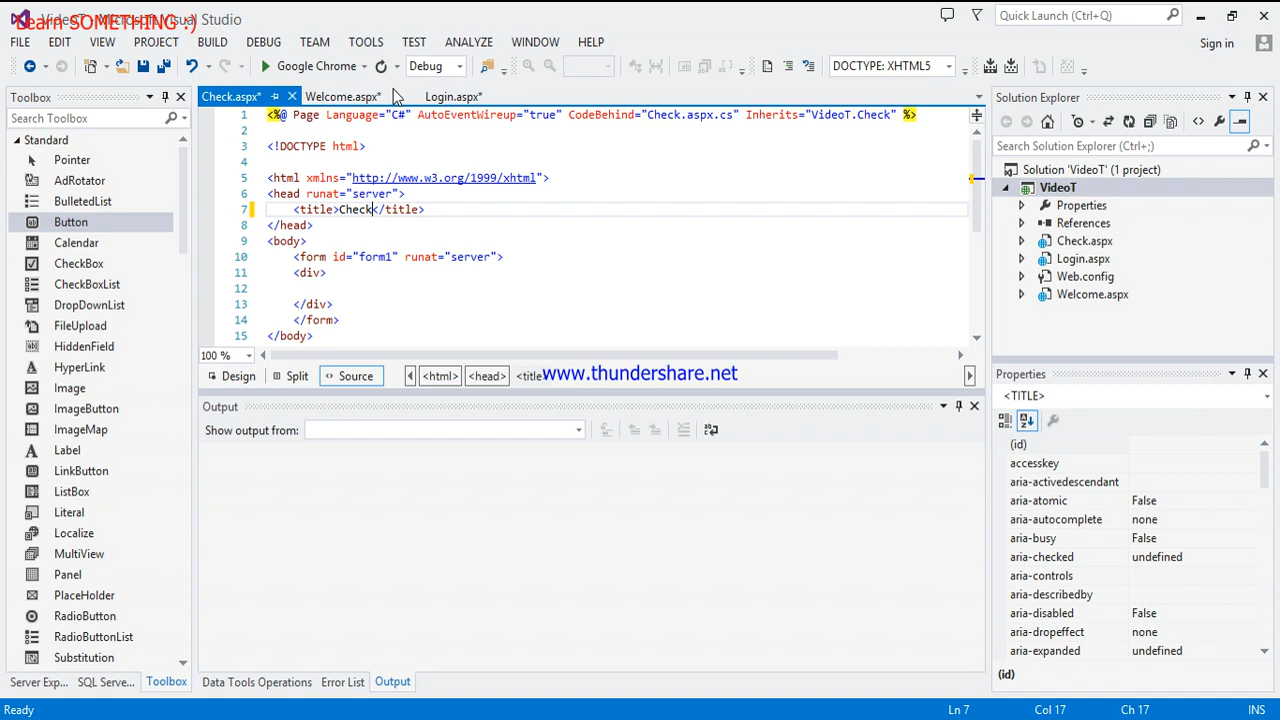 VideoT - Microsoft Visual Studio
Learn SOMETHING :)
Quick Launch (Ctrl+Q)
FILE EDIT VIEW PROJECT BUILD DEBUG TEAM TOOLS TEST ANALYZE WINDOW HELP
Sign in
Google Chrome Debug DOCTYPE: XHTML5
Toolbox
Search Toolbox
Standard
Pointer
AdRotator
BulletedList
Button
Calendar
CheckBox
CheckBoxList
DropDownList
FileUpload
HiddenField
HyperLink
Image
ImageButton
ImageMap
Label
LinkButton
ListBox
Literal
Localize
MultiView
Panel
PlaceHolder
RadioButton
RadioButtonList
Substitution
Server Exp... SQL Serve... Toolbox
Check.aspx* Welcome.aspx* Login.aspx*
1 <%@ Page Language="C#" AutoEventWireup="true" CodeBehind="Check.aspx.cs" Inherits="VideoT.Check" %>
2
3 <!DOCTYPE html>
4
5 <html xmlns="http://www.w3.org/1999/xhtml">
6 <head runat="server">
7 <title>Check</title>
8 </head>
9 <body>
10 <form id="form1" runat="server">
11 <div>
12
13 </div>
14 </form>
15 </body>
100 %
Design Split Source <html> <head> <title
www.thundershare.net
Output
Show output from:
Data Tools Operations Error List Output
Solution Explorer
Search Solution Explorer (Ctrl+;)
Solution 'VideoT' (1 project)
VideoT
Properties
References
Check.aspx
Login.aspx
Web.config
Welcome.aspx
Properties
<TITLE>
(id)
accesskey
aria-activedescendant
aria-atomic False
aria-autocomplete none
aria-busy False
aria-checked undefined
aria-controls
aria-describedby
aria-disabled False
aria-dropeffect none
aria-expanded undefined
(id)
Ready Ln 7 Col 17 Ch 17 INS